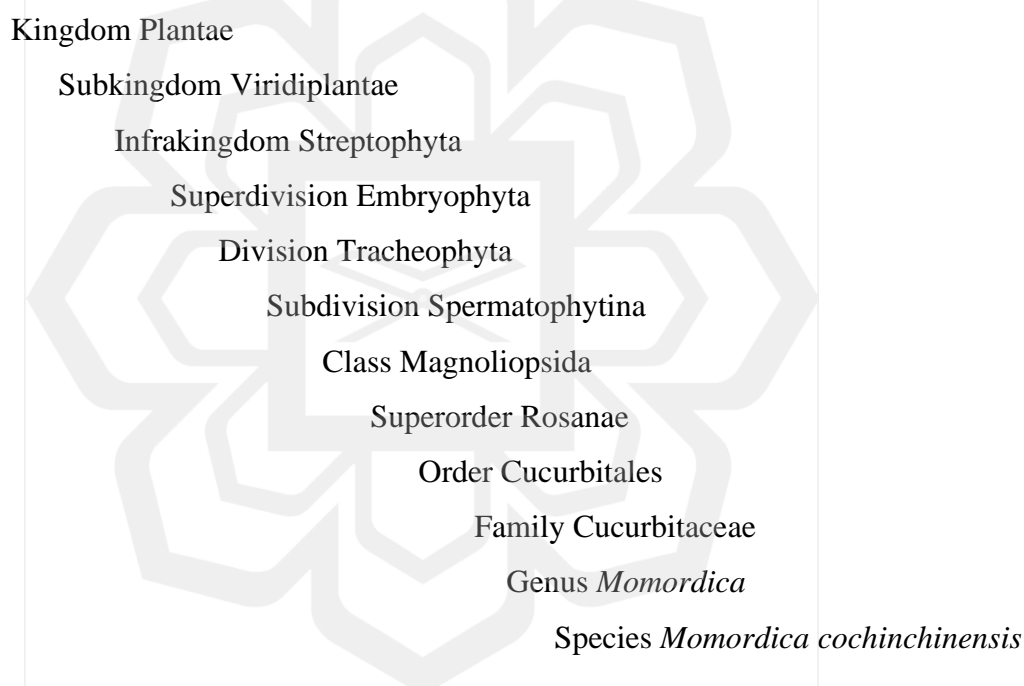 Kingdom Plantae
Subkingdom Viridiplantae
Infrakingdom Streptophyta
Superdivision Embryophyta
Division Tracheophyta
Subdivision Spermatophytina
Class Magnoliopsida
Superorder Rosanae
Order Cucurbitales
Family Cucurbitaceae
Genus Momordica
Species Momordica cochinchinensis